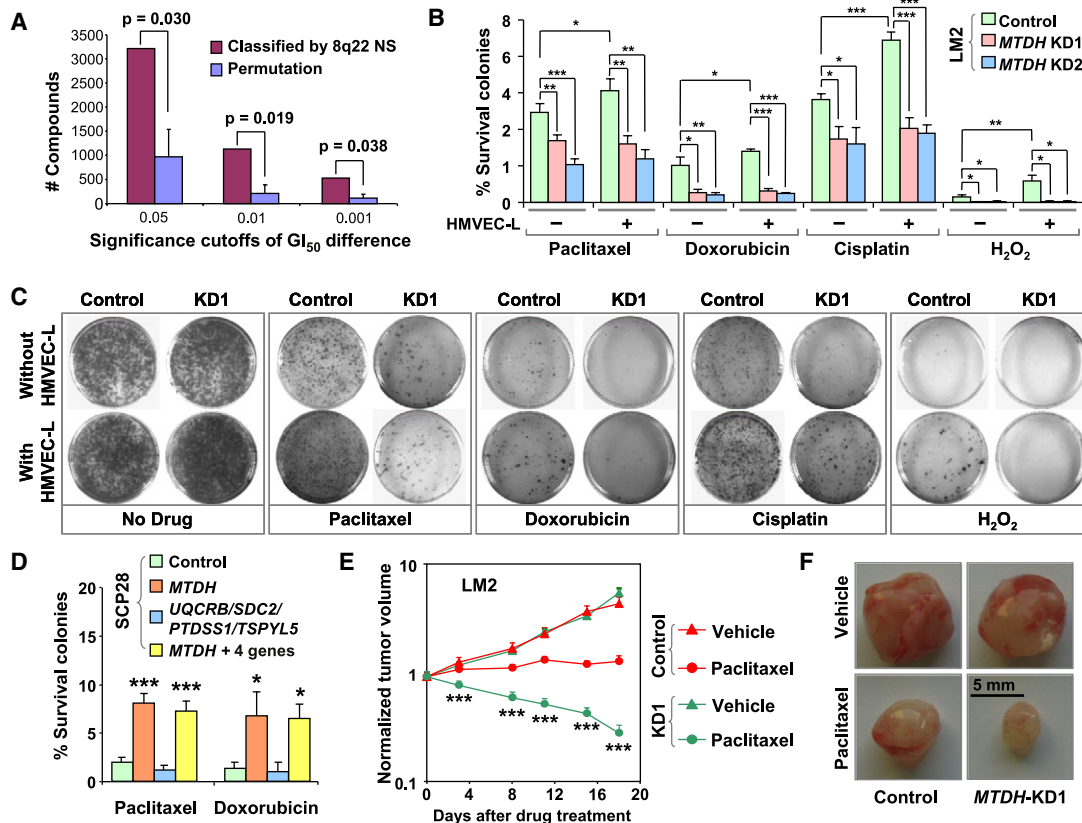 A
p = 0.030
Classified by 8q22 NS
Permutation
p = 0.019
p = 0.038
# Compounds
3500
3000
2500
2000
1500
1000
500
0
0.05 0.01 0.001
Significance cutoffs of GI50 difference
B
% Survival colonies
8
6
4
2
1
0
* *** ** ** ** ***
* ** * *** ***
*** * * *** ***
** * * * *
LM2
Control
MTDH KD1
MTDH KD2
HMVEC-L − + − + − + − +
Paclitaxel Doxorubicin Cisplatin H2O2
C
Control KD1 Control KD1 Control KD1 Control KD1 Control KD1
Without HMVEC-L
With HMVEC-L
No Drug Paclitaxel Doxorubicin Cisplatin H2O2
D
SCP28
Control
MTDH
UQCRB/SDC2/
PTDSS1/TSPYL5
MTDH + 4 genes
% Survival colonies
20
15
10
5
0
*** *** * *
Paclitaxel Doxorubicin
E
LM2
Normalized tumor volume
10
1
0.1
*** *** *** *** ***
0 4 8 12 16 20
Days after drug treatment
Control
Vehicle
Paclitaxel
KD1
Vehicle
Paclitaxel
F
Vehicle
Paclitaxel
5 mm
Control MTDH-KD1